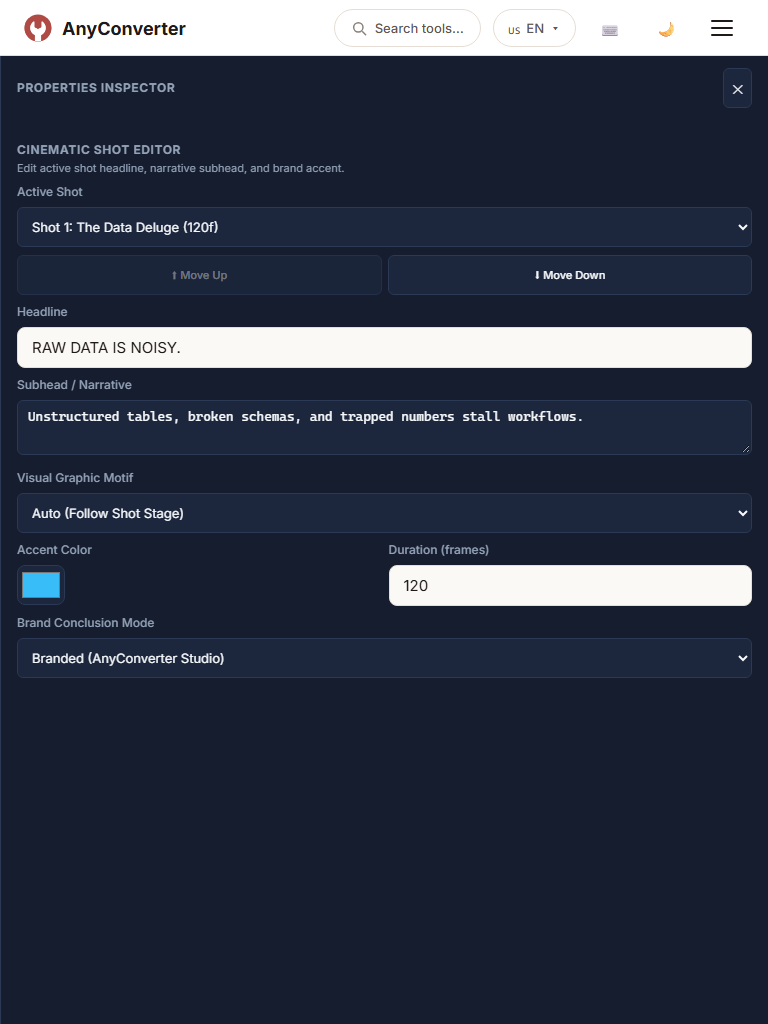 AnyConverter
Search tools...
US EN
PROPERTIES INSPECTOR
CINEMATIC SHOT EDITOR
Edit active shot headline, narrative subhead, and brand accent.
Active Shot
Shot 1: The Data Deluge (120f)
⬆ Move Up
⬇ Move Down
Headline
RAW DATA IS NOISY.
Subhead / Narrative
Unstructured tables, broken schemas, and trapped numbers stall workflows.
Visual Graphic Motif
Auto (Follow Shot Stage)
Accent Color
Duration (frames)
120
Brand Conclusion Mode
Branded (AnyConverter Studio)